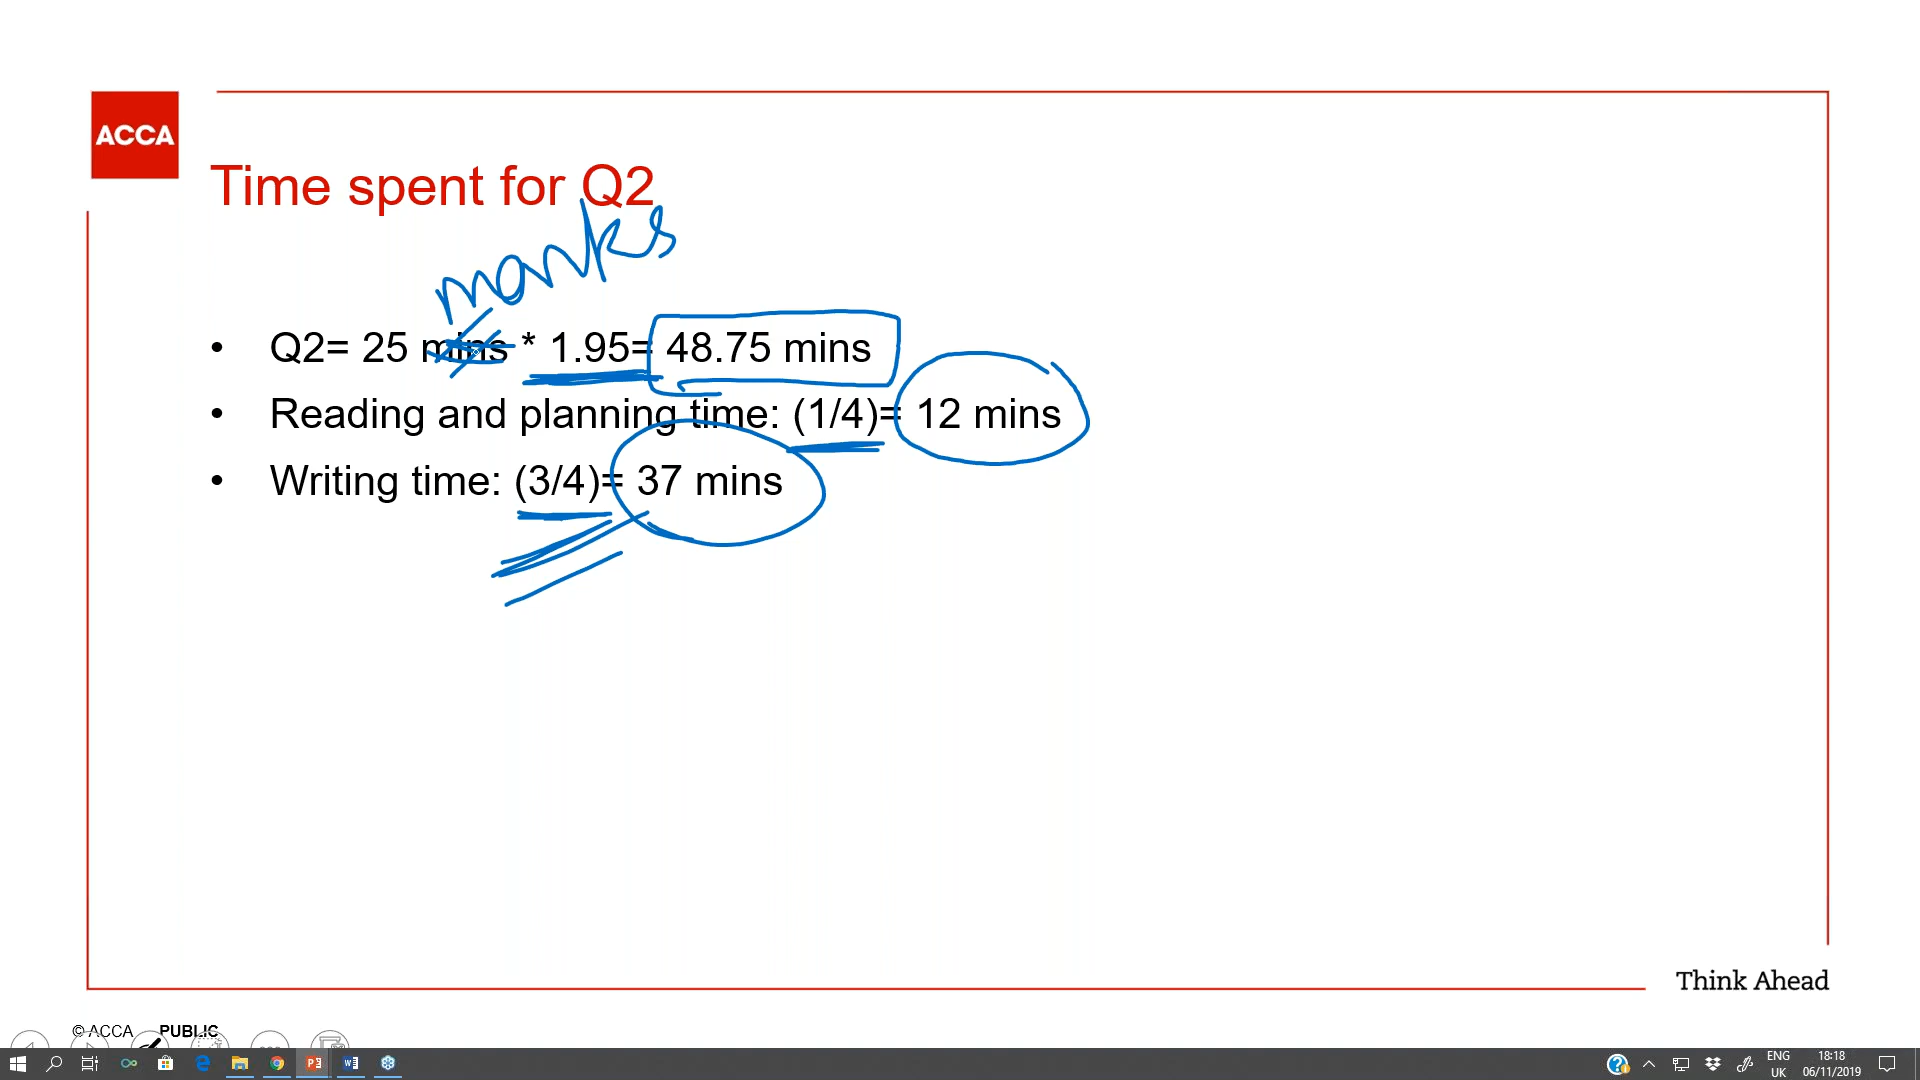 ACCA
Time spent for Q2
marks
• Q2= 25 mins * 1.95= 48.75 mins
• Reading and planning time: (1/4)= 12 mins
• Writing time: (3/4)= 37 mins
Think Ahead
© ACCA PUBLIC
ENG 18:18
UK 06/11/2019